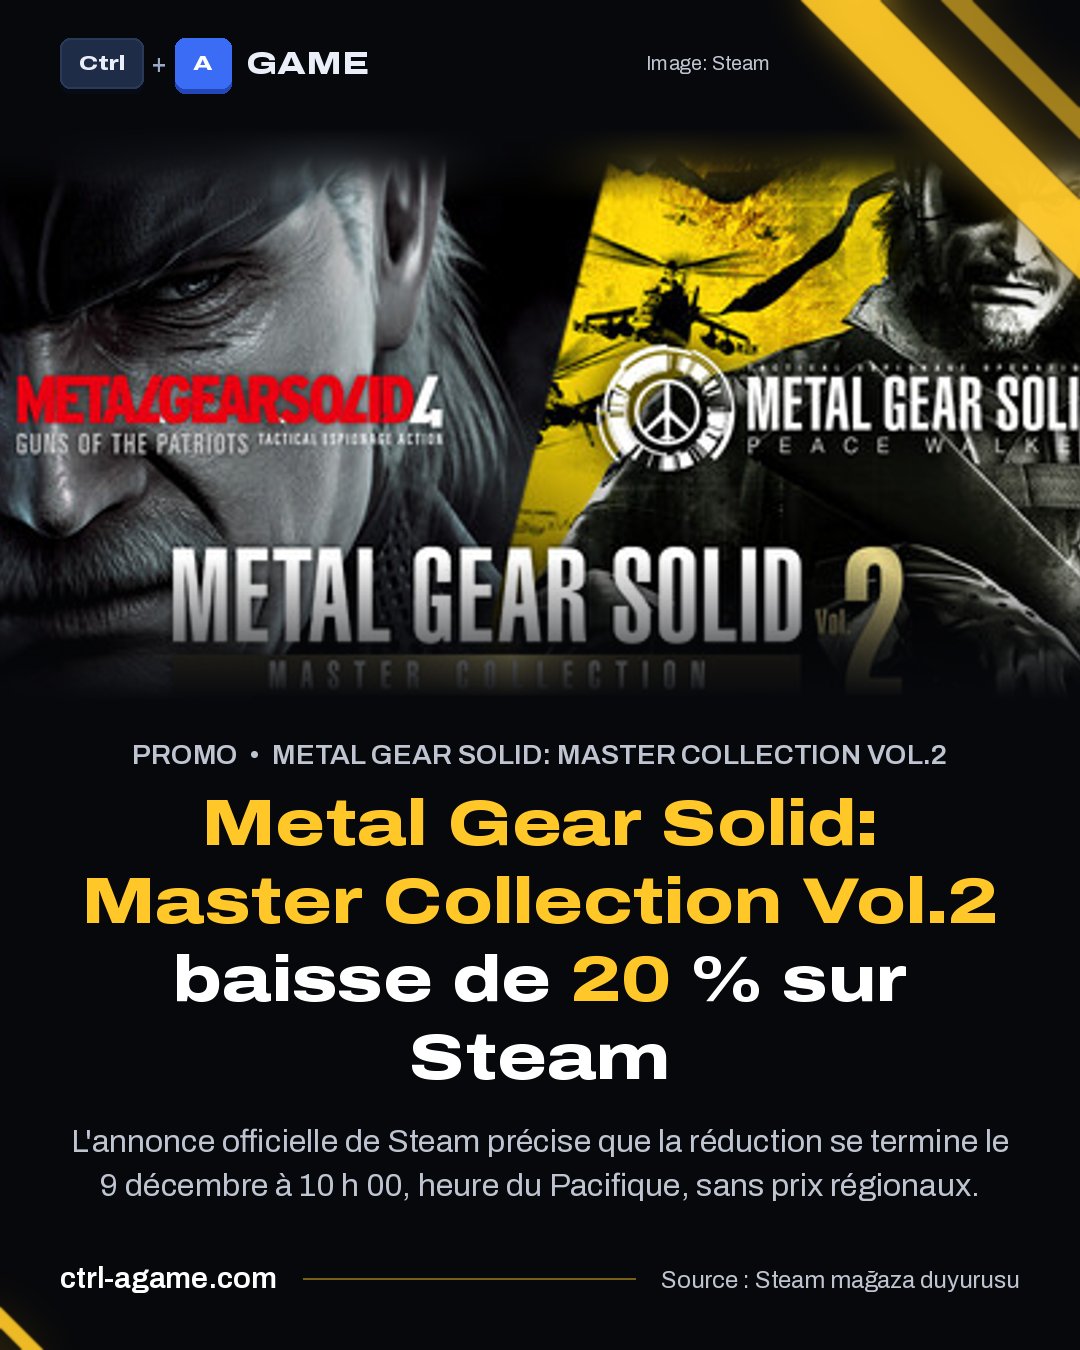 Ctrl + A GAME
Image: Steam
METAL GEAR SOLID 4
GUNS OF THE PATRIOTS TACTICAL ESPIONAGE ACTION
METAL GEAR SOLI
PEACE WALKE
METAL GEAR SOLID Vol.2
MASTER COLLECTION
PROMO • METAL GEAR SOLID: MASTER COLLECTION VOL.2
Metal Gear Solid:
Master Collection Vol.2
baisse de 20 % sur
Steam
L'annonce officielle de Steam précise que la réduction se termine le
9 décembre à 10 h 00, heure du Pacifique, sans prix régionaux.
ctrl-agame.com
Source : Steam mağaza duyurusu